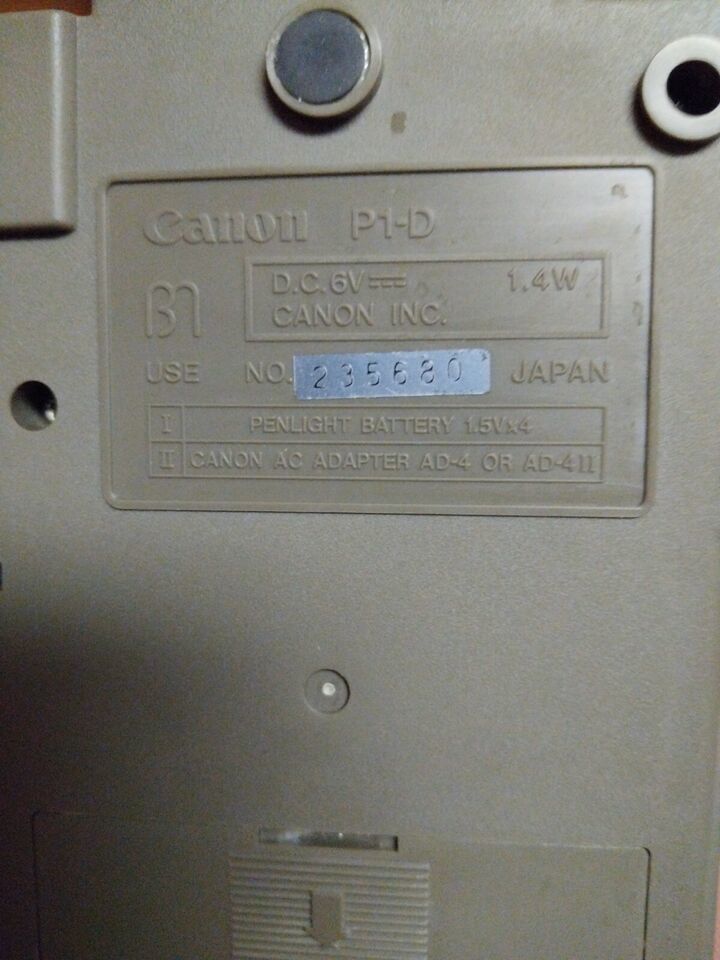 Canon P1-D
D.C. 6V 1.4W
CANON INC.
USE NO. 235680 JAPAN
I PENLIGHT BATTERY 1.5V×4
II CANON AC ADAPTER AD-4 OR AD-4II